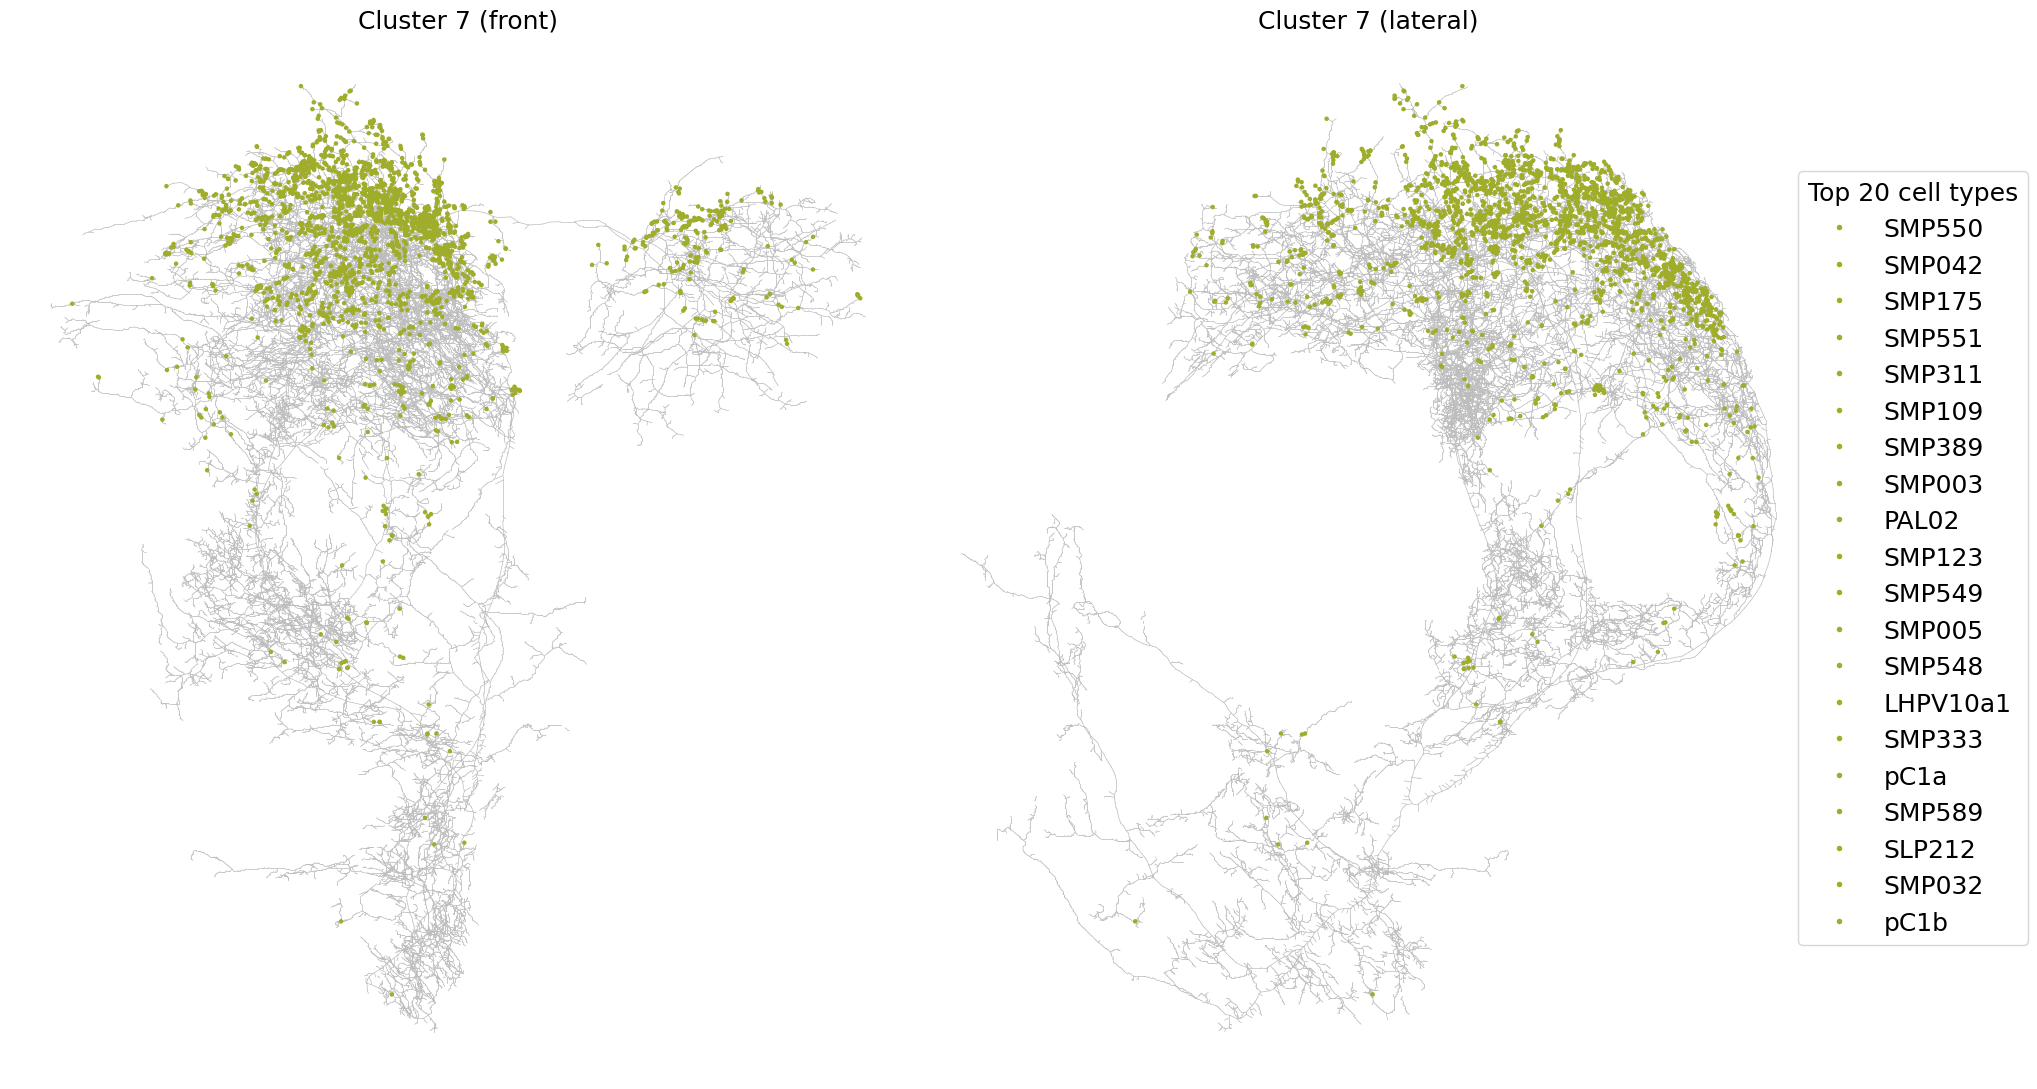 Cluster 7 (front)
Cluster 7 (lateral)
Top 20 cell types
SMP550
SMP042
SMP175
SMP551
SMP311
SMP109
SMP389
SMP003
PAL02
SMP123
SMP549
SMP005
SMP548
LHPV10a1
SMP333
pC1a
SMP589
SLP212
SMP032
pC1b